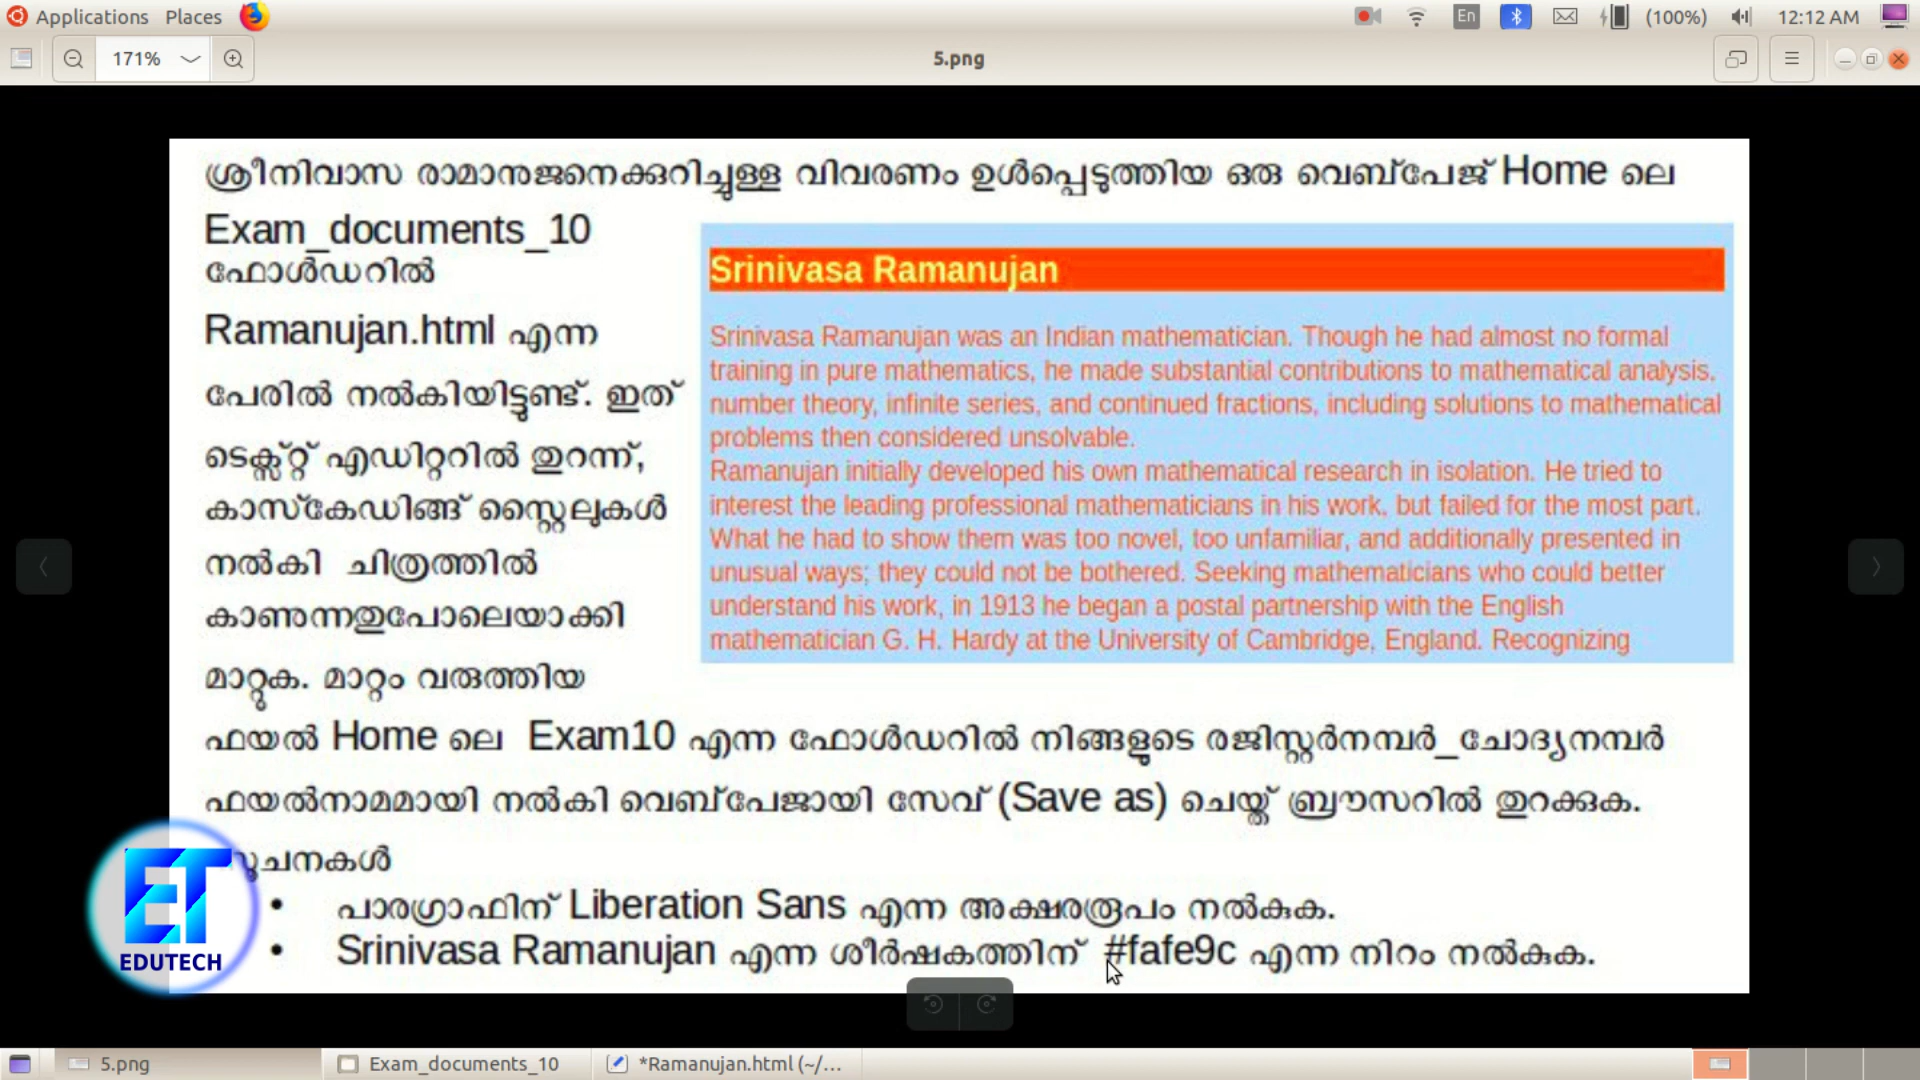 Applications Places En (100%) 12:12 AM
171% 5.png
ശ്രീനിവാസ രാമാനുജനെക്കുറിച്ചുള്ള വിവരണം ഉൾപ്പെടുത്തിയ ഒരു വെബ്പേജ് Home ലെ
Exam_documents_10
ഫോൾഡറിൽ
Ramanujan.html എന്ന
പേരിൽ നൽകിയിട്ടുണ്ട്. ഇത്
ടെക്സ്റ്റ് എഡിറ്ററിൽ തുറന്ന്,
കാസ്കേഡിങ്ങ് സ്റ്റൈലുകൾ
നൽകി ചിത്രത്തിൽ
കാണുന്നതുപോലെയാക്കി
മാറ്റുക. മാറ്റം വരുത്തിയ
Srinivasa Ramanujan
Srinivasa Ramanujan was an Indian mathematician. Though he had almost no formal
training in pure mathematics, he made substantial contributions to mathematical analysis,
number theory, infinite series, and continued fractions, including solutions to mathematical
problems then considered unsolvable.
Ramanujan initially developed his own mathematical research in isolation. He tried to
interest the leading professional mathematicians in his work, but failed for the most part.
What he had to show them was too novel, too unfamiliar, and additionally presented in
unusual ways; they could not be bothered. Seeking mathematicians who could better
understand his work, in 1913 he began a postal partnership with the English
mathematician G. H. Hardy at the University of Cambridge, England. Recognizing
ഫയൽ Home ലെ Exam10 എന്ന ഫോൾഡറിൽ നിങ്ങളുടെ രജിസ്റ്റർനമ്പർ_ചോദ്യനമ്പർ
ഫയൽനാമമായി നൽകി വെബ്പേജായി സേവ് (Save as) ചെയ്ത് ബ്രൗസറിൽ തുറക്കുക.
സൂചനകൾ
• പാരഗ്രാഫിന് Liberation Sans എന്ന അക്ഷരരൂപം നൽകുക.
• Srinivasa Ramanujan എന്ന ശീർഷകത്തിന് #fafe9c എന്ന നിറം നൽകുക.
ET
EDUTECH
5.png Exam_documents_10 *Ramanujan.html (~/...